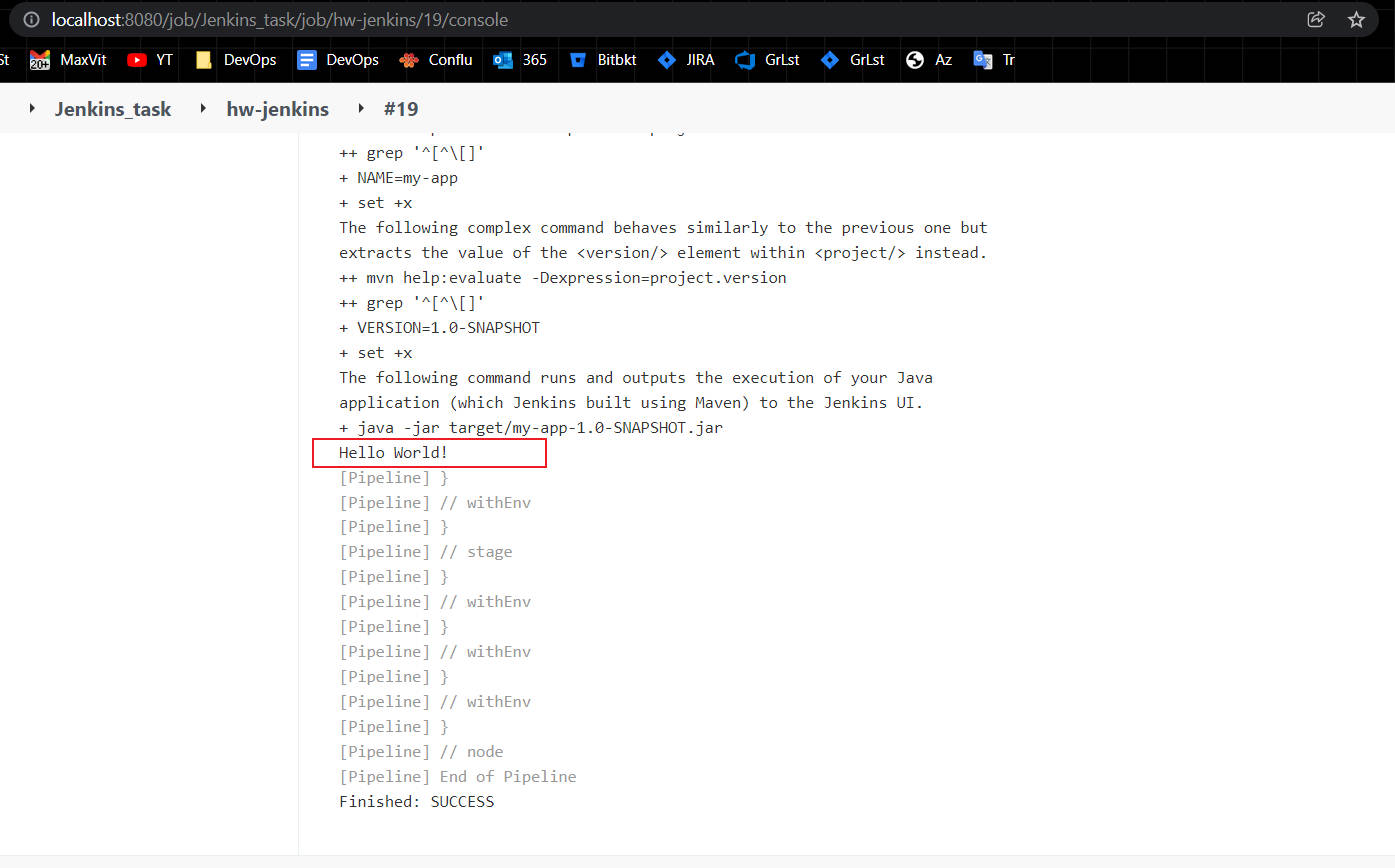 localhost:8080/job/Jenkins_task/job/hw-jenkins/19/console
st 20+ MaxVit YT DevOps DevOps Conflu 365 Bitbkt JIRA GrLst GrLst Az Tr
Jenkins_task hw-jenkins #19
++ grep '^[^\[]'
+ NAME=my-app
+ set +x
The following complex command behaves similarly to the previous one but
extracts the value of the <version/> element within <project/> instead.
++ mvn help:evaluate -Dexpression=project.version
++ grep '^[^\[]'
+ VERSION=1.0-SNAPSHOT
+ set +x
The following command runs and outputs the execution of your Java
application (which Jenkins built using Maven) to the Jenkins UI.
+ java -jar target/my-app-1.0-SNAPSHOT.jar
Hello World!
[Pipeline] }
[Pipeline] // withEnv
[Pipeline] }
[Pipeline] // stage
[Pipeline] }
[Pipeline] // withEnv
[Pipeline] }
[Pipeline] // withEnv
[Pipeline] }
[Pipeline] // withEnv
[Pipeline] }
[Pipeline] // node
[Pipeline] End of Pipeline
Finished: SUCCESS